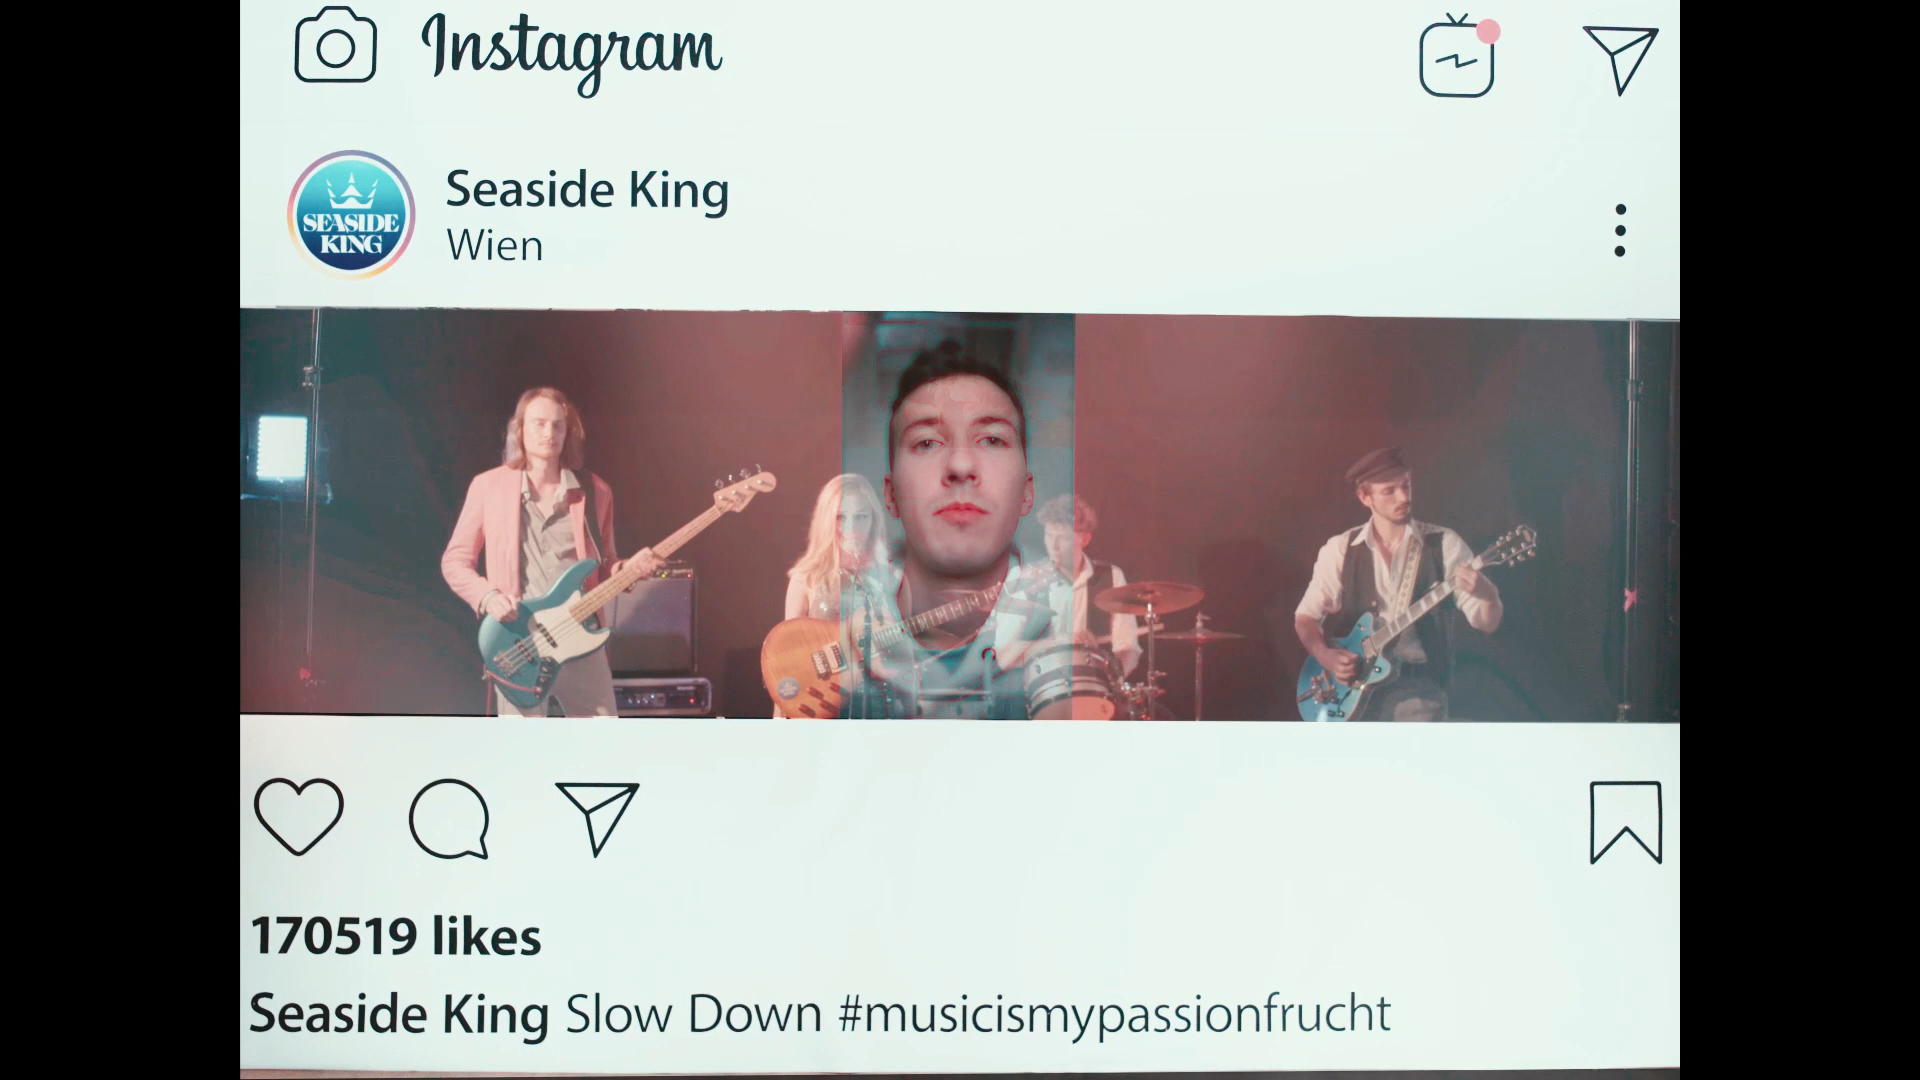 Instagram
SEASIDE
KING
Seaside King
Wien
170519 likes
Seaside King Slow Down #musicismypassionfrucht